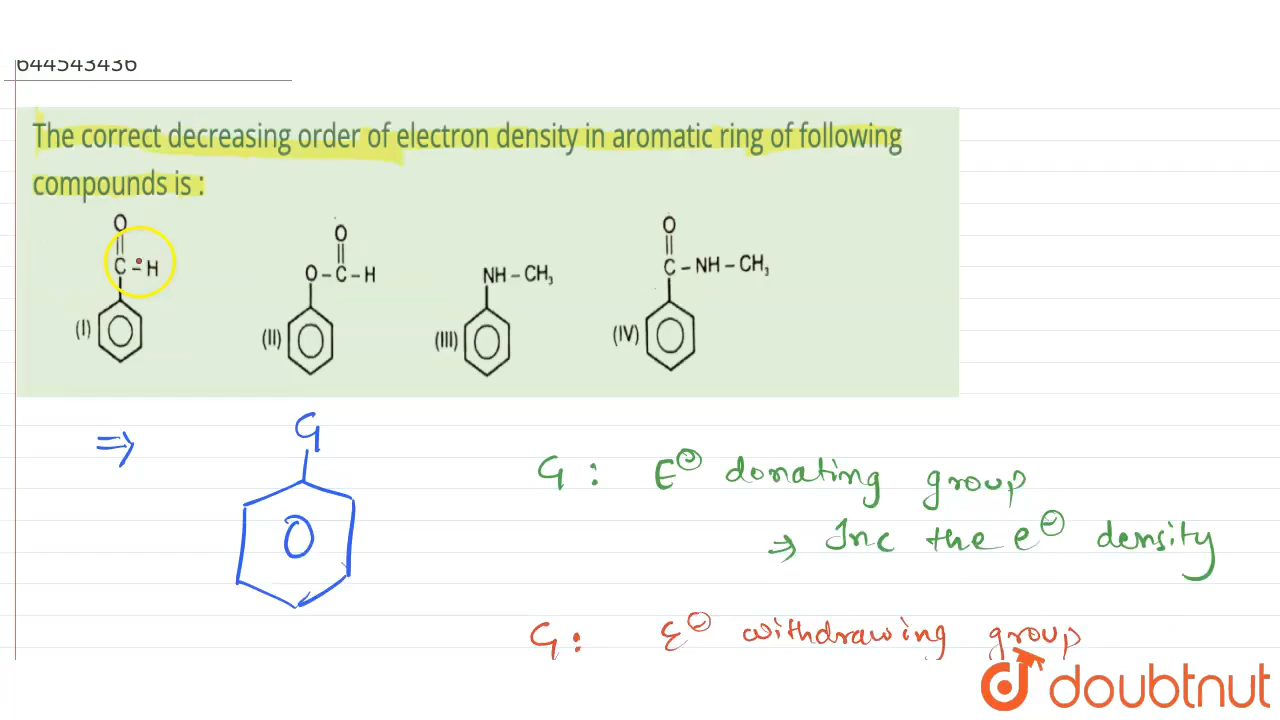 644543436
The correct decreasing order of electron density in aromatic ring of following
compounds is :
O
C – H
(I)
O
O – C – H
(II)
NH – CH3
(III)
O
C – NH – CH3
(IV)
⇒ G
G : E⊖ donating group
⇒ Inc the e⊖ density
G : E⊖ withdrawing group
doubtnut